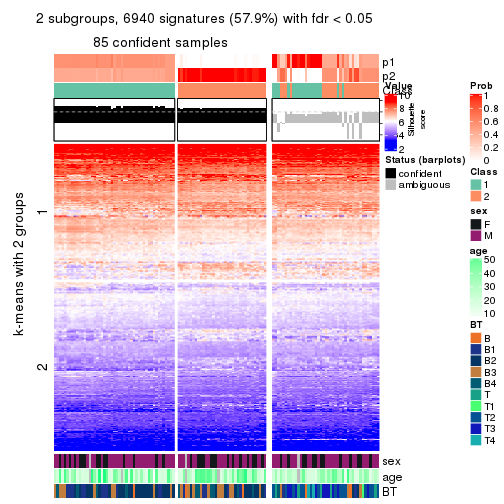 2 subgroups, 6940 signatures (57.9%) with fdr < 0.05
85 confident samples
p1
p2
Class
k-means with 2 groups
1
2
sex
age
BT
Value
10
8
6
4
2
Silhouette
score
Status (barplots)
confident
ambiguous
Prob
1
0.8
0.6
0.4
0.2
0
Class
1
2
sex
F
M
age
50
40
30
20
10
BT
B
B1
B2
B3
B4
T
T1
T2
T3
T4